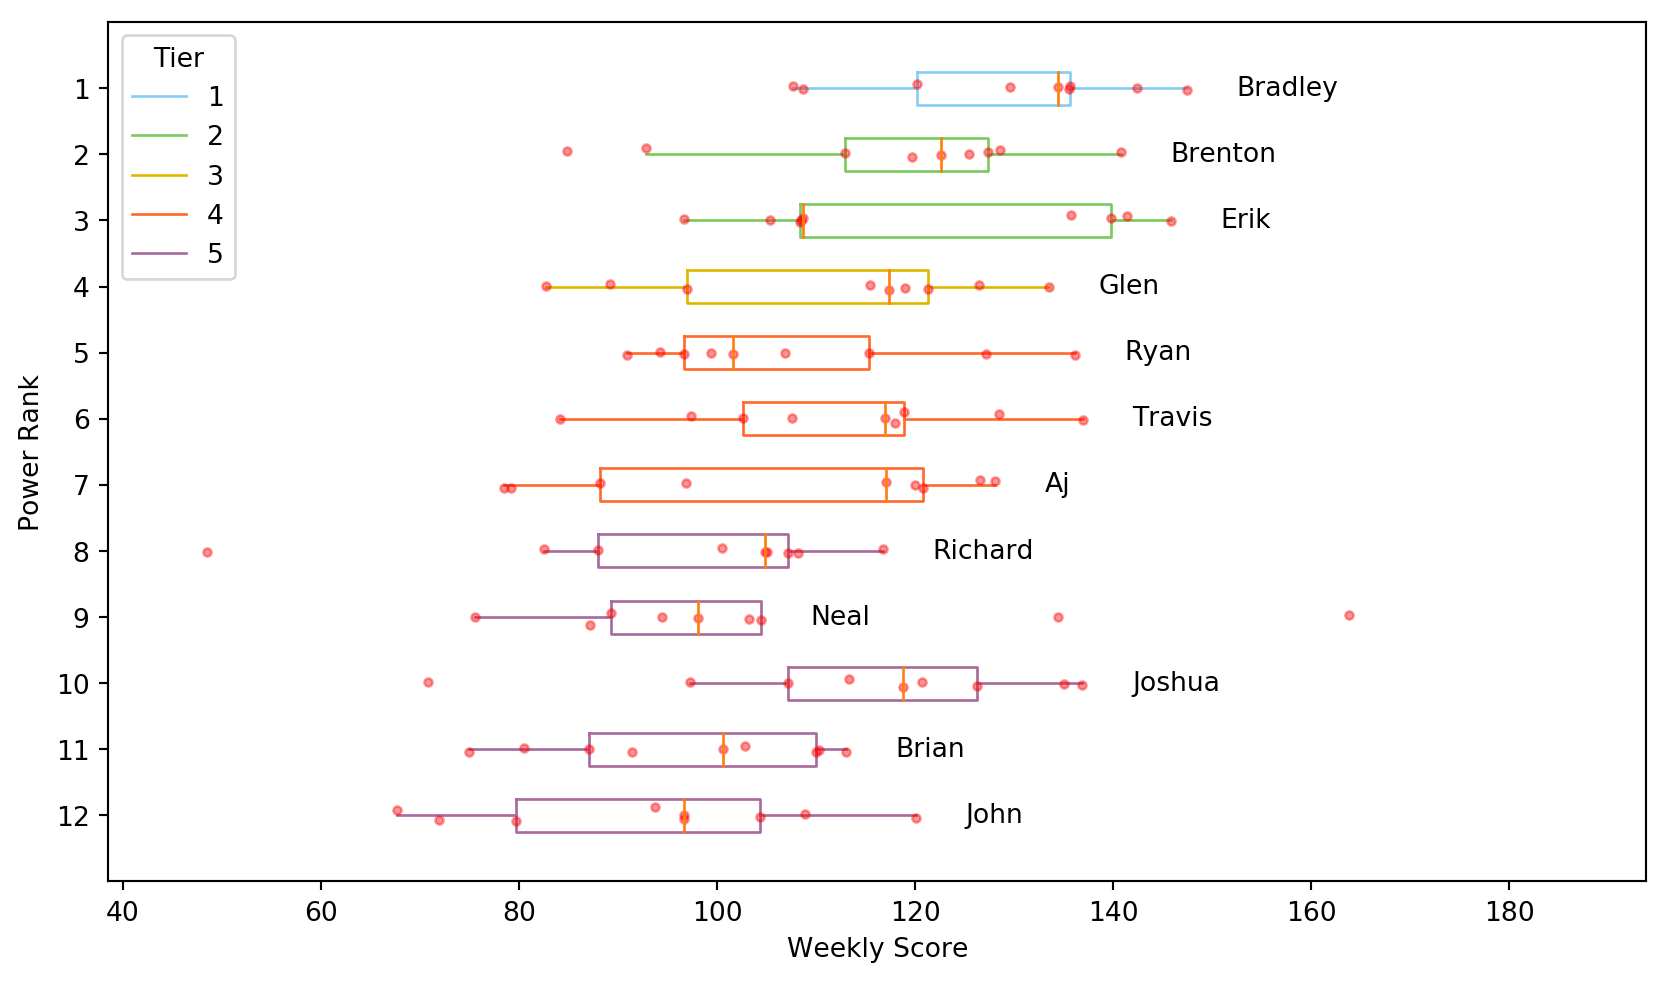 Tier
1
2
3
4
5
Power Rank
1
2
3
4
5
6
7
8
9
10
11
12
Bradley
Brenton
Erik
Glen
Ryan
Travis
Aj
Richard
Neal
Joshua
Brian
John
40 60 80 100 120 140 160 180
Weekly Score